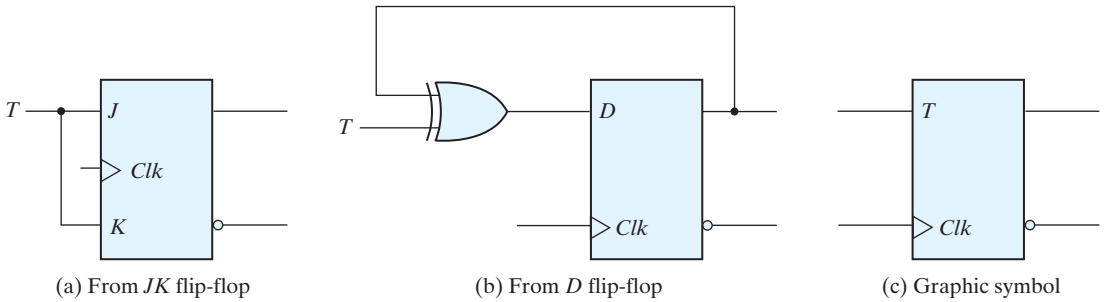 T
J
Clk
K
(a) From JK flip-flop
T
D
Clk
(b) From D flip-flop
T
Clk
(c) Graphic symbol